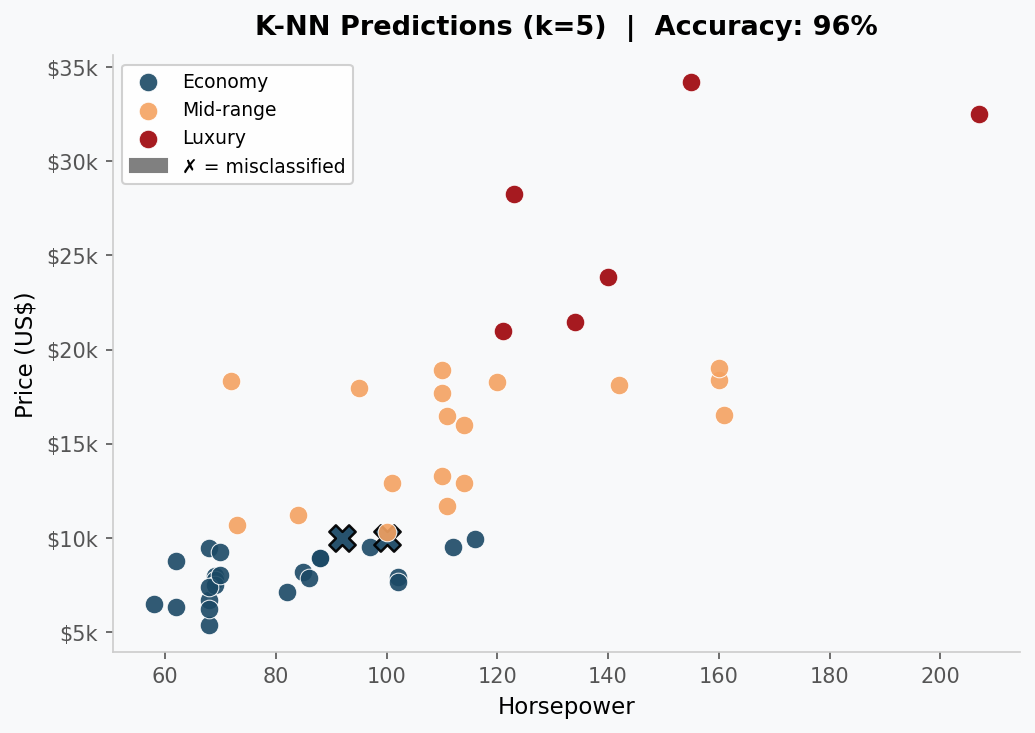 K-NN Predictions (k=5)  |  Accuracy: 96%
Economy
Mid-range
Luxury
✗ = misclassified
$35k
$30k
$25k
$20k
$15k
$10k
$5k
Price (US$)
60 80 100 120 140 160 180 200
Horsepower